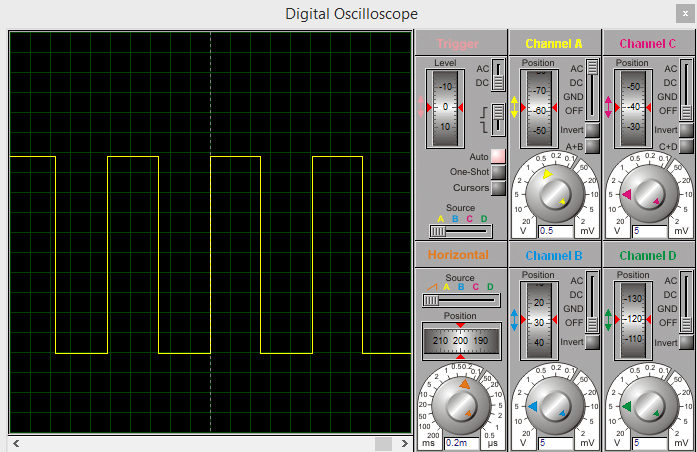 Digital Oscilloscope
x
Trigger
Level
AC
DC
-10
0
10
Auto
One-Shot
Cursors
Source
A B C D
Channel A
Position
-70
-60
-50
AC
DC
GND
OFF
Invert
A+B
20
10
5
2
1
0.5
0.2
0.1
50
20
10
5
2
V
0.5
mV
Channel C
Position
-50
-40
-30
AC
DC
GND
OFF
Invert
C+D
20
10
5
2
1
0.5
0.2
0.1
50
20
10
5
2
V
5
mV
Horizontal
Source
A B C D
Position
210 200 190
200
100
50
20
10
5
2
1
0.5
0.2
0.1
50
20
10
5
2
1
0.5
ms
0.2m
µs
Channel B
Position
10
20
30
40
AC
DC
GND
OFF
Invert
20
10
5
2
1
0.5
0.2
0.1
50
20
10
5
2
V
5
mV
Channel D
Position
-130
-120
-110
AC
DC
GND
OFF
Invert
20
10
5
2
1
0.5
0.2
0.1
50
20
10
5
2
V
5
mV